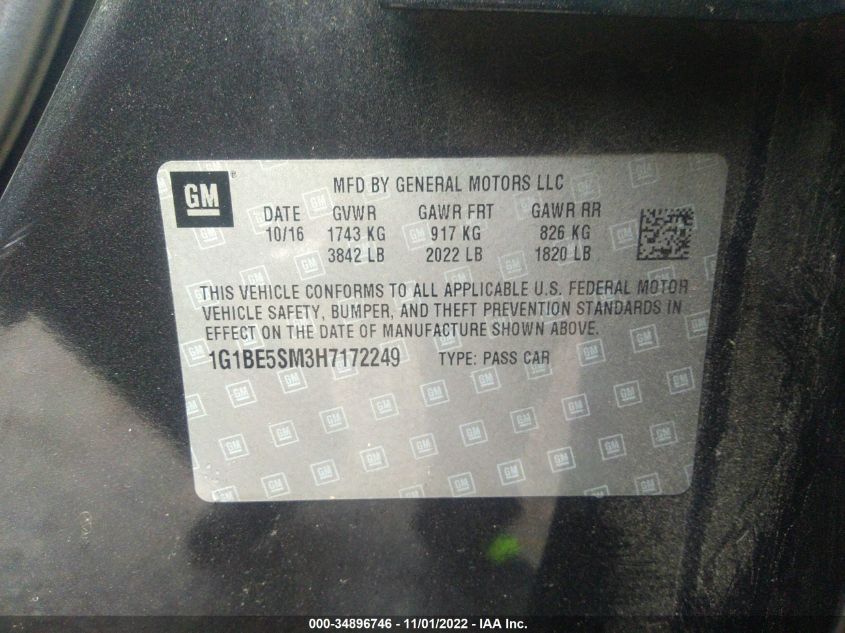 GM ® MFD BY GENERAL MOTORS LLC
DATE GVWR GAWR FRT GAWR RR
10/16 1743 KG 917 KG 826 KG
3842 LB 2022 LB 1820 LB
THIS VEHICLE CONFORMS TO ALL APPLICABLE U.S. FEDERAL MOTOR
VEHICLE SAFETY, BUMPER, AND THEFT PREVENTION STANDARDS IN
EFFECT ON THE DATE OF MANUFACTURE SHOWN ABOVE.
1G1BE5SM3H7172249 TYPE: PASS CAR
000-34896746 - 11/01/2022 - IAA Inc.